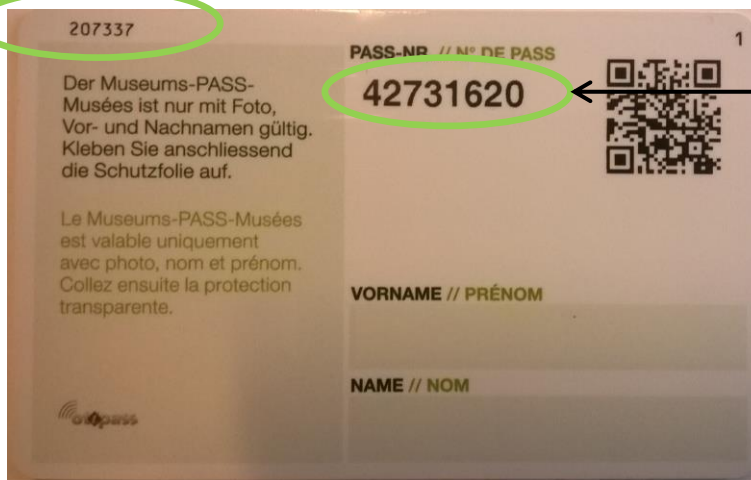 207337
Der Museums-PASS-
Musées ist nur mit Foto,
Vor- und Nachnamen gültig.
Kleben Sie anschliessend
die Schutzfolie auf.
Le Museums-PASS-Musées
est valable uniquement
avec photo, nom et prénom.
Collez ensuite la protection
transparente.
PASS-NR // N° DE PASS
42731620
1
VORNAME // PRÉNOM
NAME // NOM